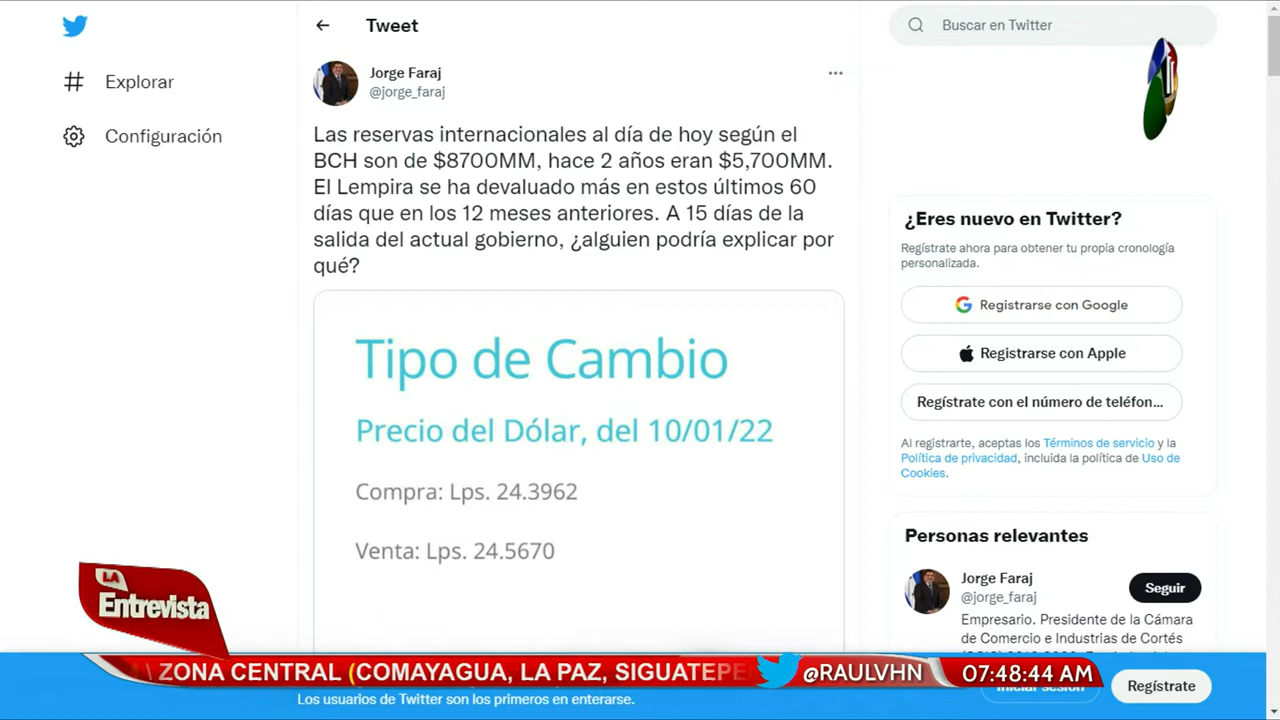 Tweet
Buscar en Twitter
Explorar
Configuración
Jorge Faraj
@jorge_faraj
Las reservas internacionales al día de hoy según el
BCH son de $8700MM, hace 2 años eran $5,700MM.
El Lempira se ha devaluado más en estos últimos 60
días que en los 12 meses anteriores. A 15 días de la
salida del actual gobierno, ¿alguien podría explicar por
qué?
Tipo de Cambio
Precio del Dólar, del 10/01/22
Compra: Lps. 24.3962
Venta: Lps. 24.5670
¿Eres nuevo en Twitter?
Regístrate ahora para obtener tu propia cronología
personalizada.
Registrarse con Google
Registrarse con Apple
Regístrate con el número de teléfon...
Al registrarte, aceptas los Términos de servicio y la
Política de privacidad, incluida la política de Uso de
Cookies.
Personas relevantes
Jorge Faraj
@jorge_faraj
Seguir
Empresario. Presidente de la Cámara
de Comercio e Industrias de Cortés
LA
Entrevista
ZONA CENTRAL (COMAYAGUA, LA PAZ, SIGUATEPE
@RAULVHN
07:48:44 AM
Iniciar sesión
Regístrate
Los usuarios de Twitter son los primeros en enterarse.